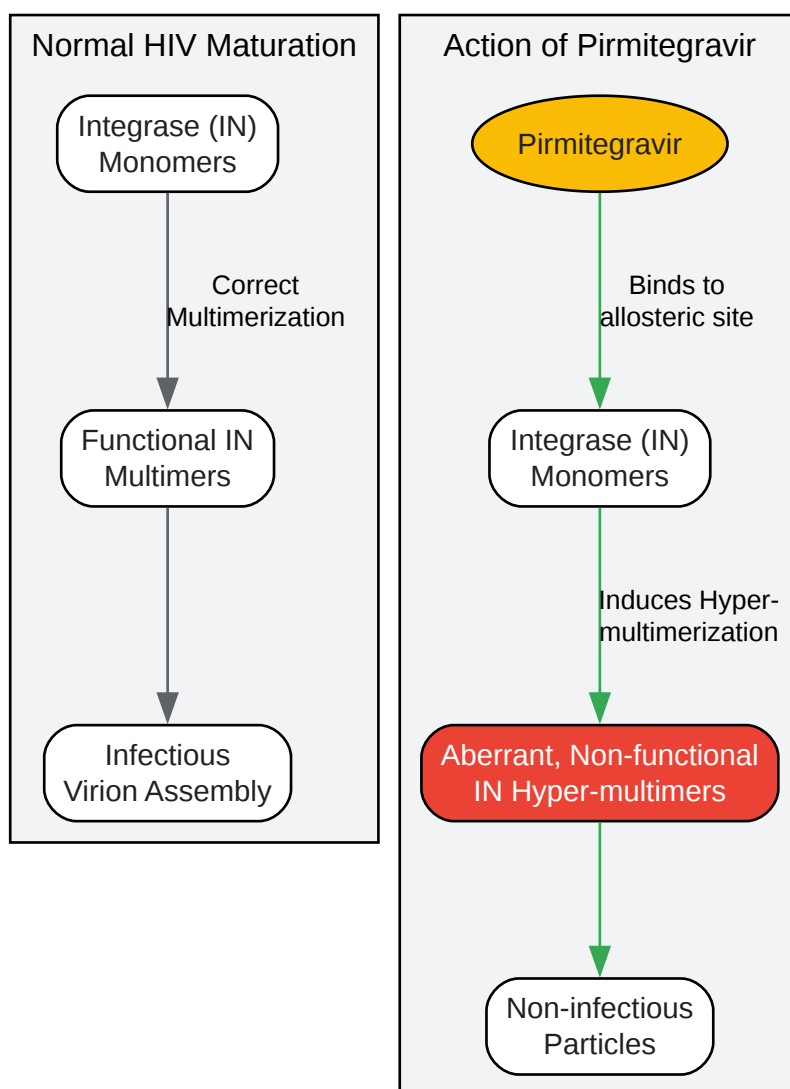 Normal HIV Maturation
Integrase (IN)
Monomers
Correct
Multimerization
Functional IN
Multimers
Infectious
Virion Assembly
Action of Pirmitegravir
Pirmitegravir
Binds to
allosteric site
Integrase (IN)
Monomers
Induces Hyper-
multimerization
Aberrant, Non-functional
IN Hyper-multimers
Non-infectious
Particles